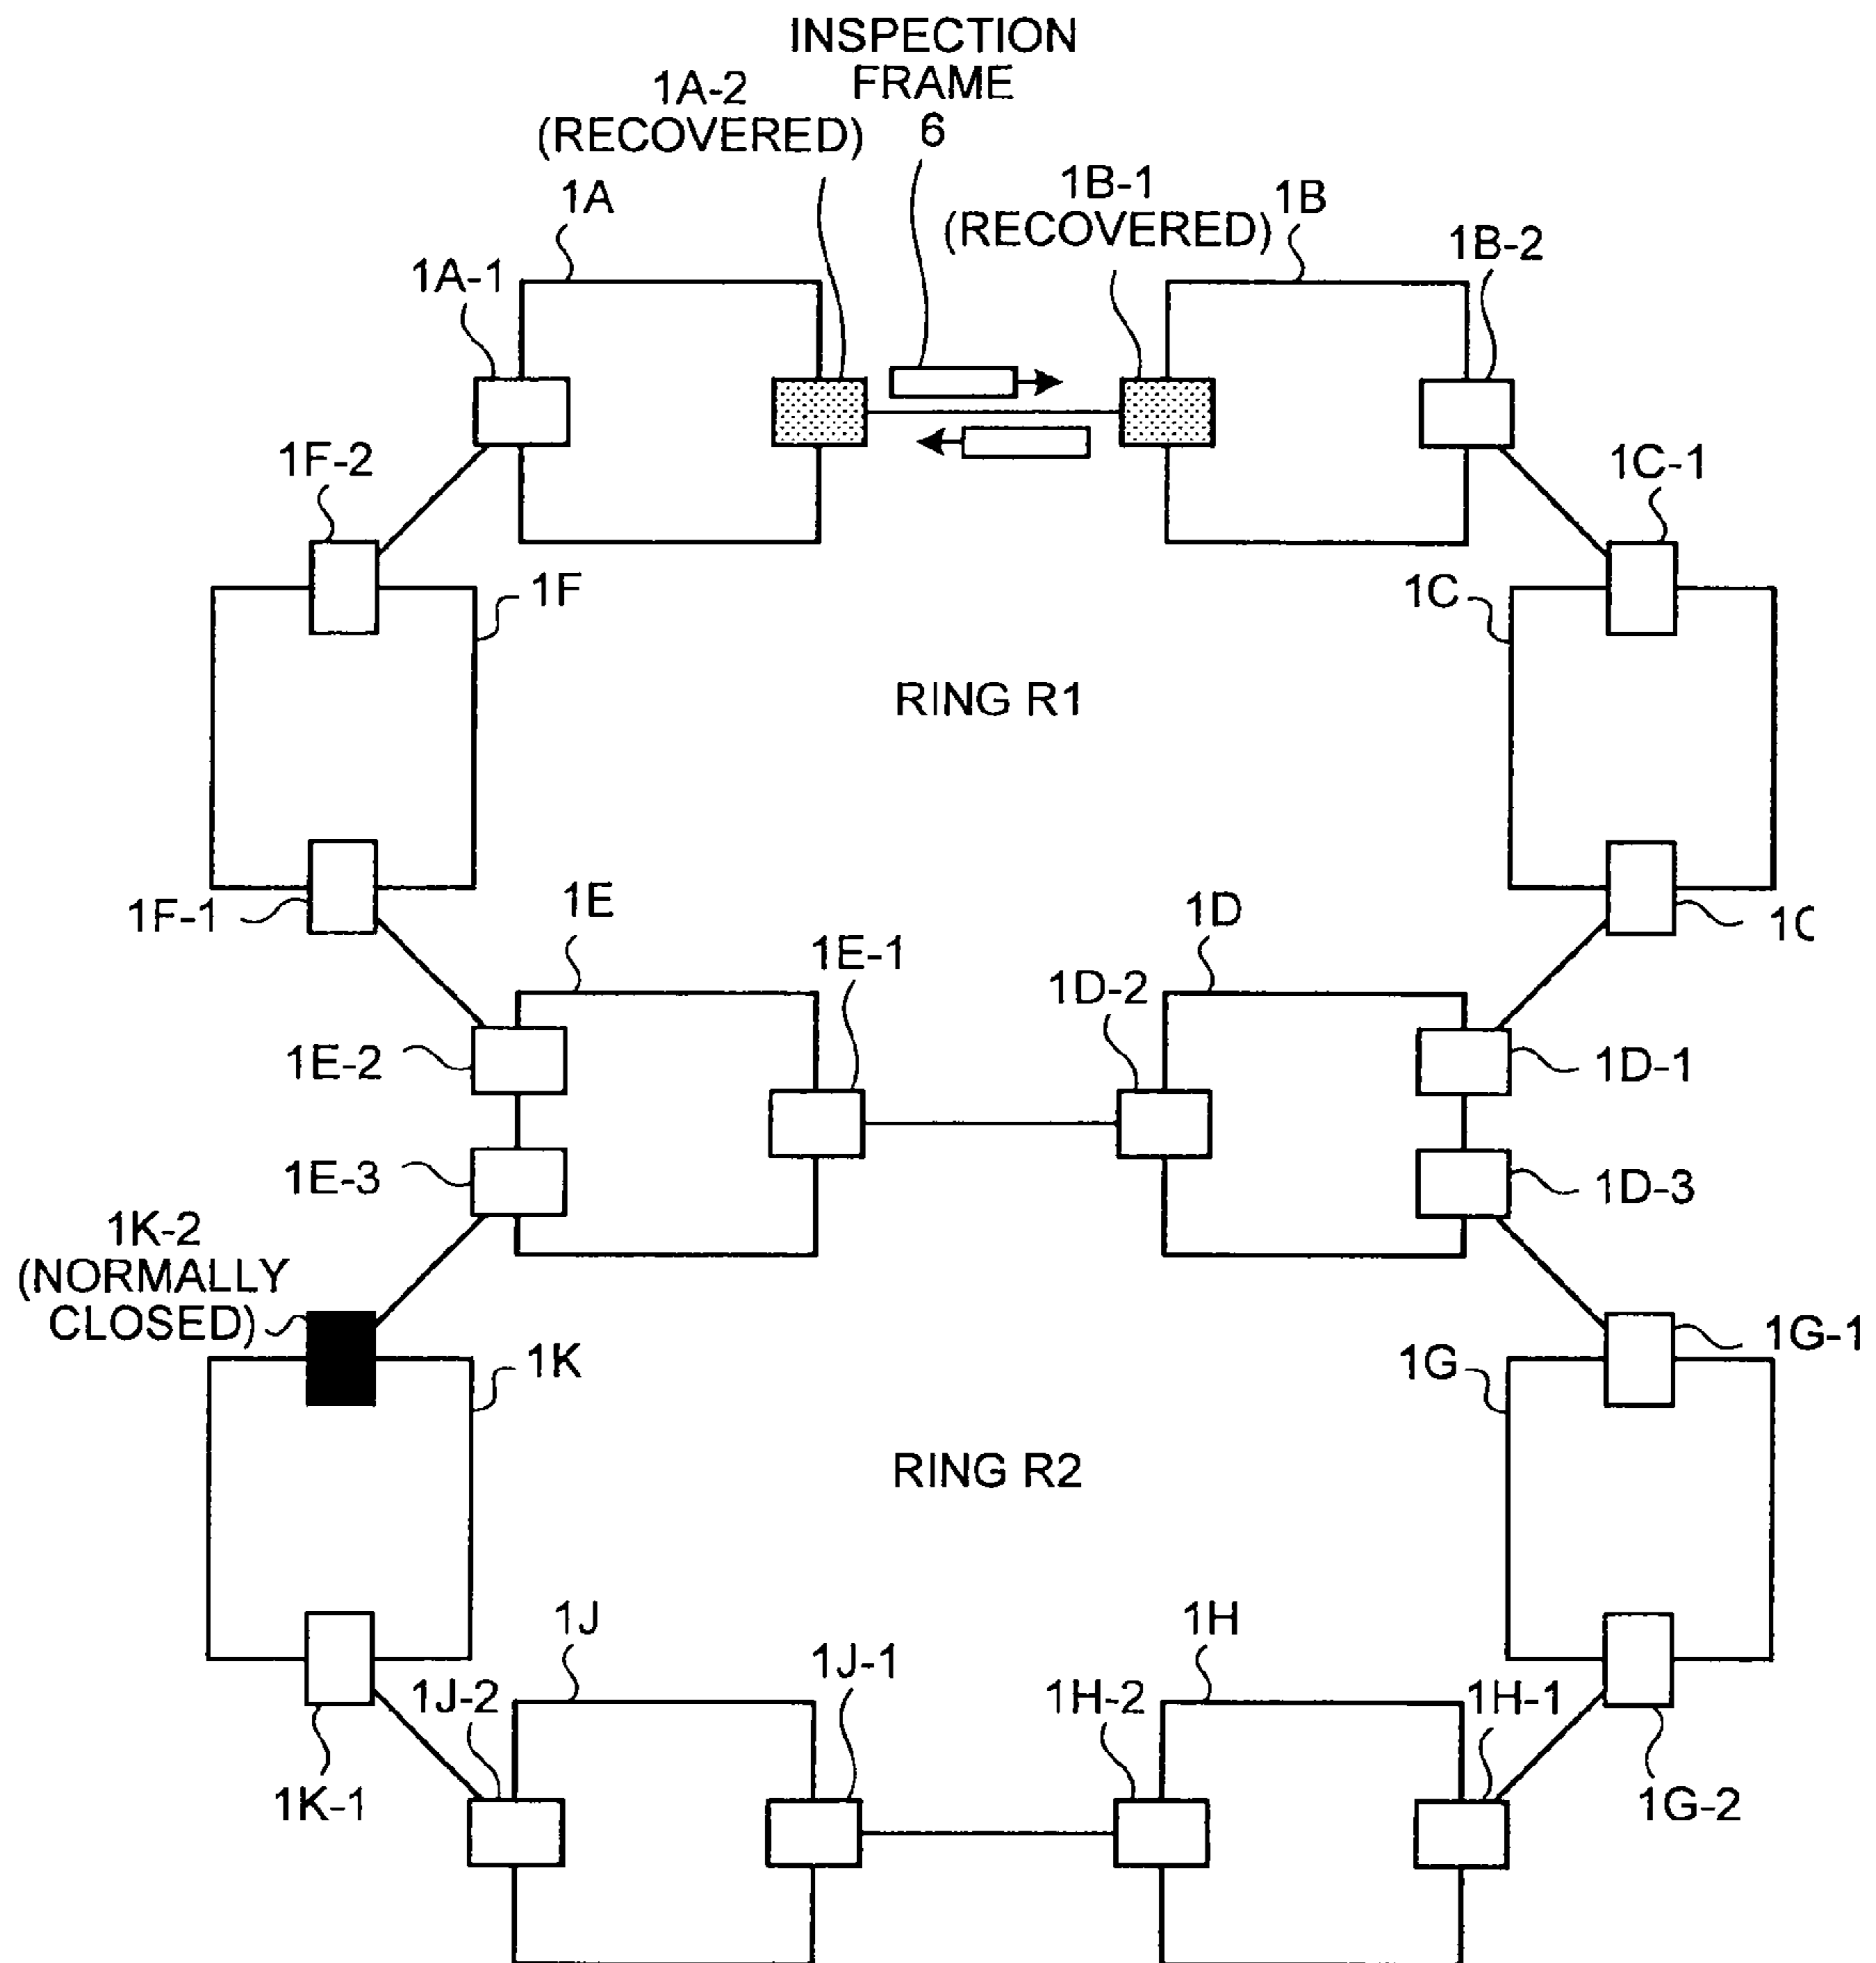 INSPECTION
FRAME
6
1A-2
(RECOVERED)
1A
1B-1
(RECOVERED)
1B
1B-2
1A-1
1F-2
1C-1
1F
1C
RING R1
1F-1
1E
1E-1
1D
1D-2
1E-2
1D-1
1E-3
1D-3
1K-2
(NORMALLY
CLOSED)
1K
1G
1G-1
RING R2
1J
1J-1
1H
1J-2
1H-2
1H-1
1K-1
1G-2